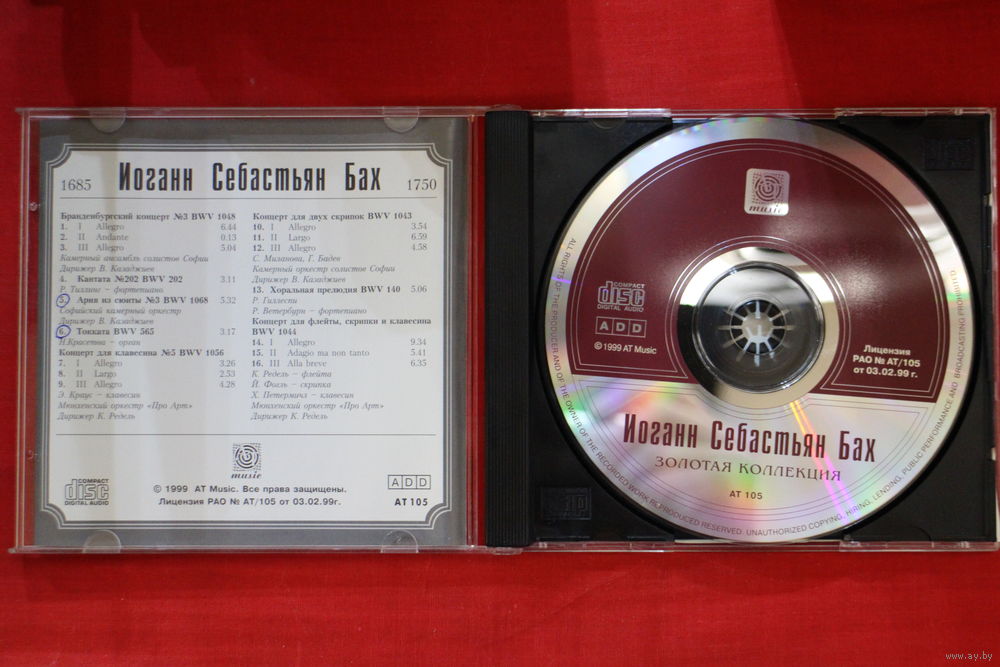 1685 Иоганн Себастьян Бах 1750
Бранденбургский концерт №3 BWV 1048
1. I Allegro 6.44
2. II Andante 0.13
3. III Allegro 5.04
Камерный ансамбль солистов Софии
Дирижер В. Казаджиев
4. Кантата №202 BWV 202 3.11
Р. Тиллинг – фортепиано
5. Ария из сюиты №3 BWV 1068 5.32
Софийский камерный оркестр
Дирижер В. Казаджиев
6. Токката BWV 565 3.17
Н.Красетва – орган
Концерт для клавесина №5 BWV 1056
7. I Allegro 3.26
8. II Largo 2.53
9. III Allegro 4.28
Э. Краус – клавесин
Мюнхенский оркестр «Про Арт»
Дирижер К. Редель
Концерт для двух скрипок BWV 1043
10. I Allegro 3.54
11. II Largo 6.59
12. III Allegro 4.58
С. Миланова, Г. Бадев
Камерный оркестр солистов Софии
Дирижер В. Казаджиев
13. Хоральная прелюдия BWV 140 5.06
Р. Гиллеспи
Р. Ветербурн – фортепиано
Концерт для флейты, скрипки и клавесина
BWV 1044
14. I Allegro 9.34
15. II Adagio ma non tanto 5.41
16. III Alla breve 6.35
К. Редель – флейта
Й. Фоиль – скрипка
Х. Петермичл – клавесин
Мюнхенский оркестр «Про Арт»
Дирижер К. Редель
music
COMPACT
disc
DIGITAL AUDIO
© 1999 AT Music. Все права защищены.
Лицензия РАО № АТ/105 от 03.02.99г.
ADD
AT 105
music
COMPACT
disc
DIGITAL AUDIO
ADD
© 1999 AT Music
Лицензия
РАО № АТ/105
от 03.02.99 г.
Иоганн Себастьян Бах
ЗОЛОТАЯ КОЛЛЕКЦИЯ
AT 105
ALL RIGHTS OF THE PRODUCER AND OF THE OWNER OF THE RECORDED WORK REPRODUCED RESERVED. UNAUTHORIZED COPYING, HIRING, LENDING, PUBLIC PERFORMANCE AND BROADCASTING PROHIBITED.
www.ay.by